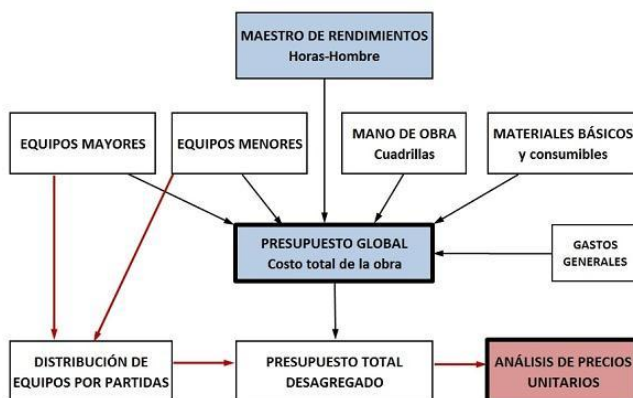 MAESTRO DE RENDIMIENTOS
Horas-Hombre
EQUIPOS MAYORES
EQUIPOS MENORES
MANO DE OBRA
Cuadrillas
MATERIALES BÁSICOS
y consumibles
PRESUPUESTO GLOBAL
Costo total de la obra
GASTOS
GENERALES
DISTRIBUCIÓN DE
EQUIPOS POR PARTIDAS
PRESUPUESTO TOTAL
DESAGREGADO
ANÁLISIS DE PRECIOS
UNITARIOS